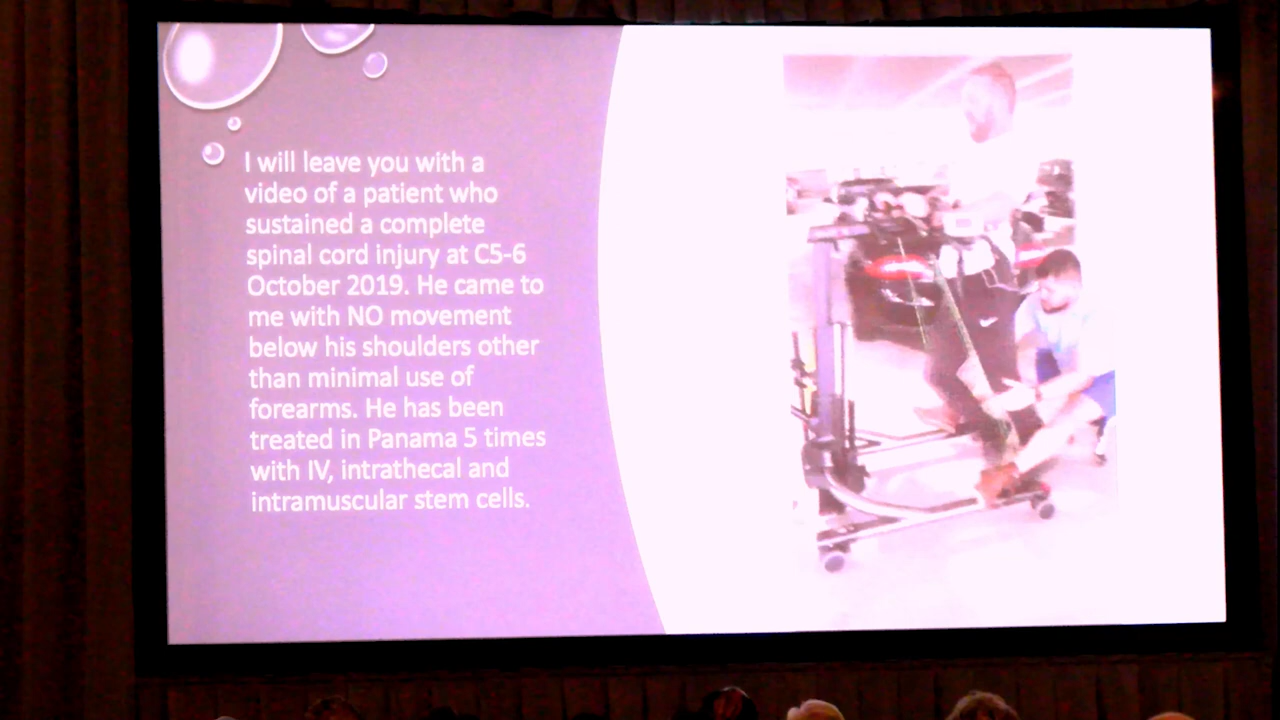 I will leave you with a
video of a patient who
sustained a complete
spinal cord injury at C5-6
October 2019. He came to
me with NO movement
below his shoulders other
than minimal use of
forearms. He has been
treated in Panama 5 times
with IV, intrathecal and
intramuscular stem cells.